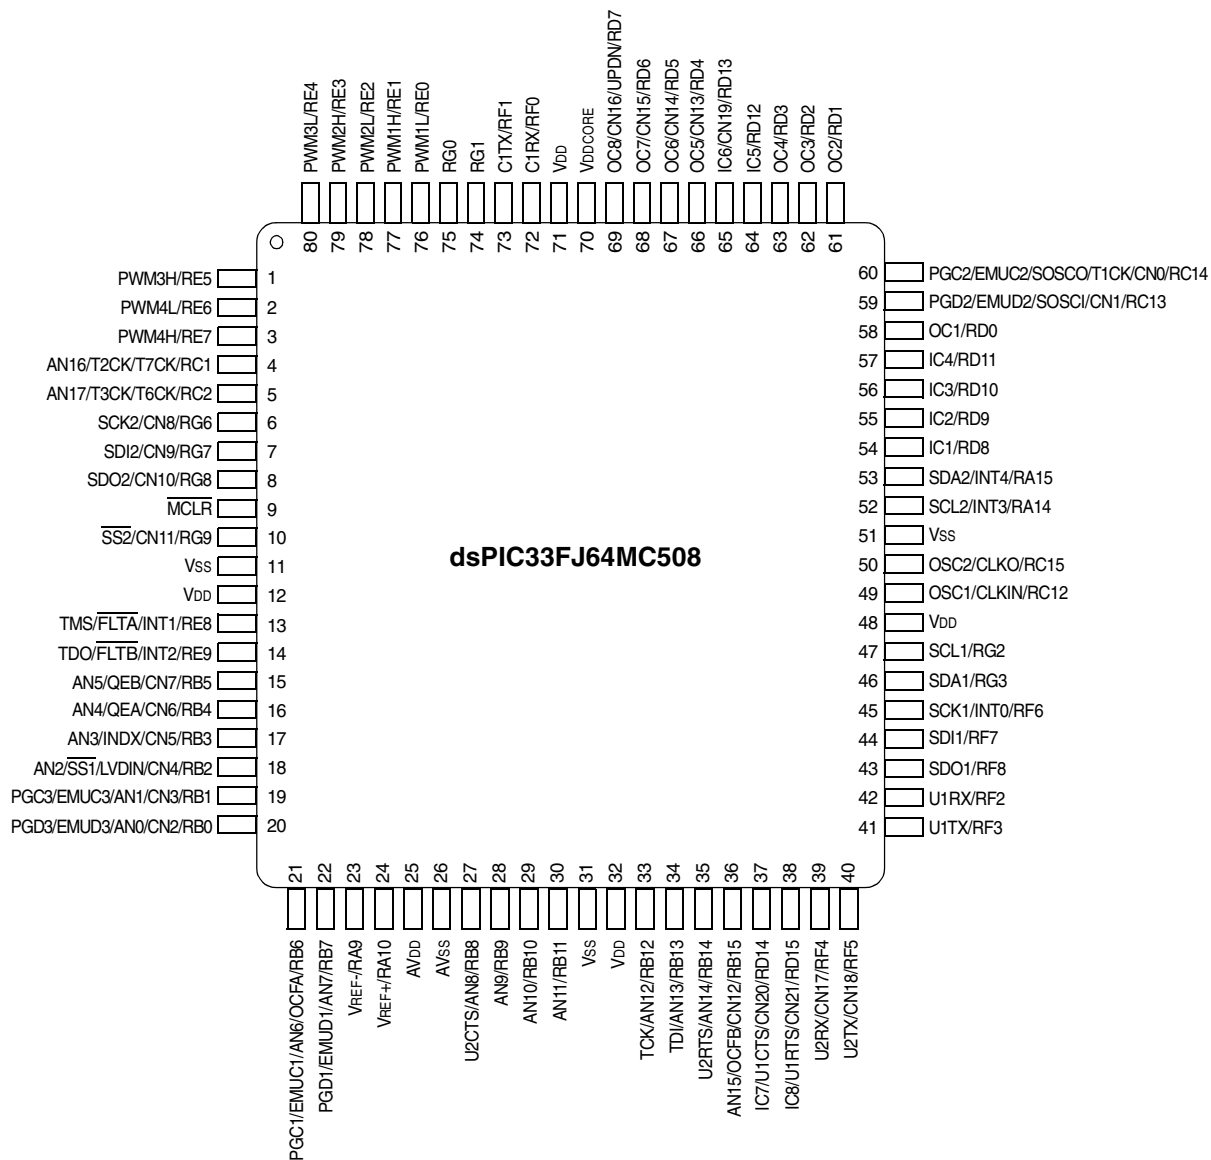 PWM3L/RE4
PWM2H/RE3
PWM2L/RE2
PWM1H/RE1
PWM1L/RE0
RG0
RG1
C1TX/RF1
C1RX/RF0
VDD
VDDCORE
OC8/CN16/UPDN/RD7
OC7/CN15/RD6
OC6/CN14/RD5
OC5/CN13/RD4
IC6/CN19/RD13
IC5/RD12
OC4/RD3
OC3/RD2
OC2/RD1
80 79 78 77 76 75 74 73 72 71 70 69 68 67 66 65 64 63 62 61
PWM3H/RE5 1
PWM4L/RE6 2
PWM4H/RE7 3
AN16/T2CK/T7CK/RC1 4
AN17/T3CK/T6CK/RC2 5
SCK2/CN8/RG6 6
SDI2/CN9/RG7 7
SDO2/CN10/RG8 8
MCLR 9
SS2/CN11/RG9 10
VSS 11
VDD 12
TMS/FLTA/INT1/RE8 13
TDO/FLTB/INT2/RE9 14
AN5/QEB/CN7/RB5 15
AN4/QEA/CN6/RB4 16
AN3/INDX/CN5/RB3 17
AN2/SS1/LVDIN/CN4/RB2 18
PGC3/EMUC3/AN1/CN3/RB1 19
PGD3/EMUD3/AN0/CN2/RB0 20
dsPIC33FJ64MC508
60 PGC2/EMUC2/SOSCO/T1CK/CN0/RC14
59 PGD2/EMUD2/SOSCI/CN1/RC13
58 OC1/RD0
57 IC4/RD11
56 IC3/RD10
55 IC2/RD9
54 IC1/RD8
53 SDA2/INT4/RA15
52 SCL2/INT3/RA14
51 VSS
50 OSC2/CLKO/RC15
49 OSC1/CLKIN/RC12
48 VDD
47 SCL1/RG2
46 SDA1/RG3
45 SCK1/INT0/RF6
44 SDI1/RF7
43 SDO1/RF8
42 U1RX/RF2
41 U1TX/RF3
21 22 23 24 25 26 27 28 29 30 31 32 33 34 35 36 37 38 39 40
PGC1/EMUC1/AN6/OCFA/RB6
PGD1/EMUD1/AN7/RB7
VREF-/RA9
VREF+/RA10
AVDD
AVSS
U2CTS/AN8/RB8
AN9/RB9
AN10/RB10
AN11/RB11
VSS
VDD
TCK/AN12/RB12
TDI/AN13/RB13
U2RTS/AN14/RB14
AN15/OCFB/CN12/RB15
IC7/U1CTS/CN20/RD14
IC8/U1RTS/CN21/RD15
U2RX/CN17/RF4
U2TX/CN18/RF5